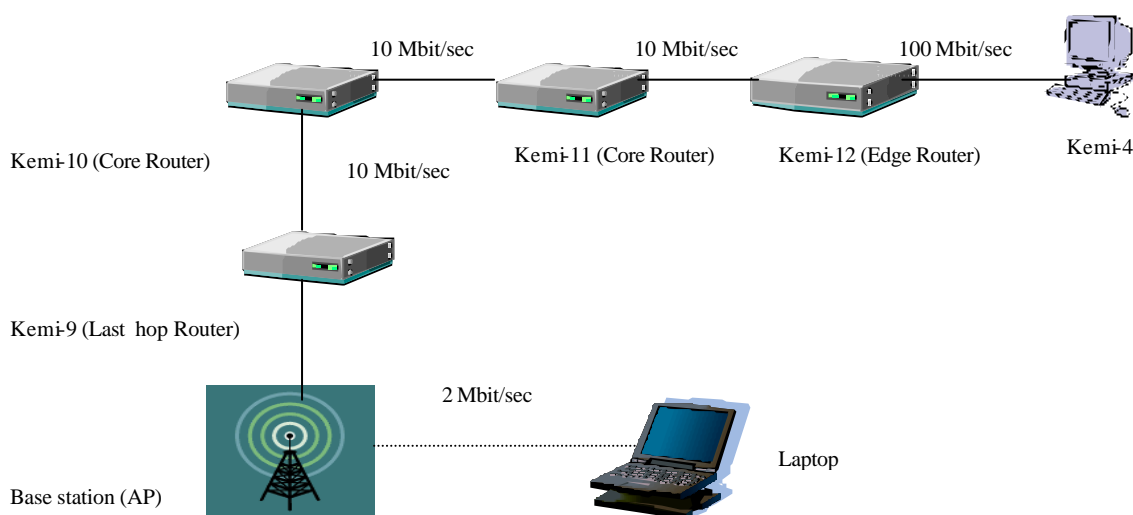 10 Mbit/sec
10 Mbit/sec
100 Mbit/sec
Kemi-10 (Core Router)
Kemi-11 (Core Router)
Kemi-12 (Edge Router)
Kemi-4
10 Mbit/sec
Kemi-9 (Last hop Router)
2 Mbit/sec
Laptop
Base station (AP)